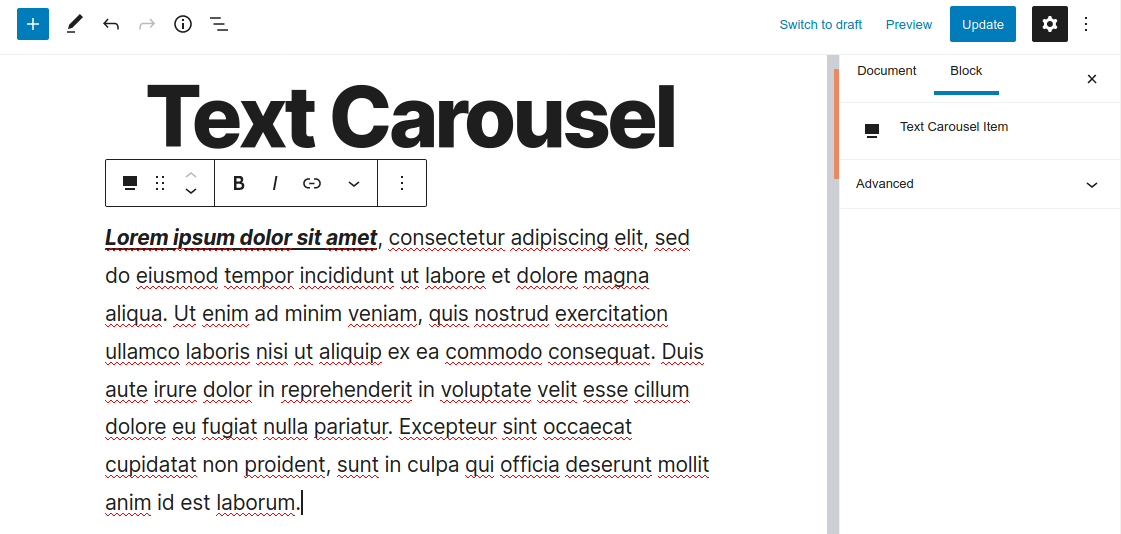 Switch to draft Preview Update
Document Block
Text Carousel
Text Carousel Item
Advanced
B I
Lorem ipsum dolor sit amet, consectetur adipiscing elit, sed
do eiusmod tempor incididunt ut labore et dolore magna
aliqua. Ut enim ad minim veniam, quis nostrud exercitation
ullamco laboris nisi ut aliquip ex ea commodo consequat. Duis
aute irure dolor in reprehenderit in voluptate velit esse cillum
dolore eu fugiat nulla pariatur. Excepteur sint occaecat
cupidatat non proident, sunt in culpa qui officia deserunt mollit
anim id est laborum.